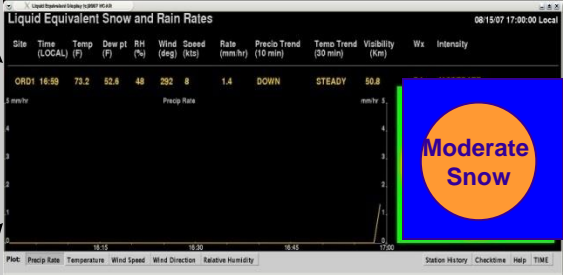 Liquid Equivalent Snow and Rain Rates 08/15/07 17:00:00 Local
Site Time Temp Dew pt RH Wind Speed Rate Precip Trend Temp Trend Visibility Wx Intensity
(LOCAL) (F) (F) (%) (deg) (kts) (mm/hr) (10 min) (30 min) (KM)
ORD1 16:59 73.2 52.6 48 292 8 1.4 DOWN STEADY 50.8
5 mm/hr Precip Rate mm/hr 5
4 4
3 3
2 2
1 1
0 0
16:15 16:30 16:45 17:00
Moderate
Snow
Plot: Precip Rate Temperature Wind Speed Wind Direction Relative Humidity Station History Checktime Help TIME